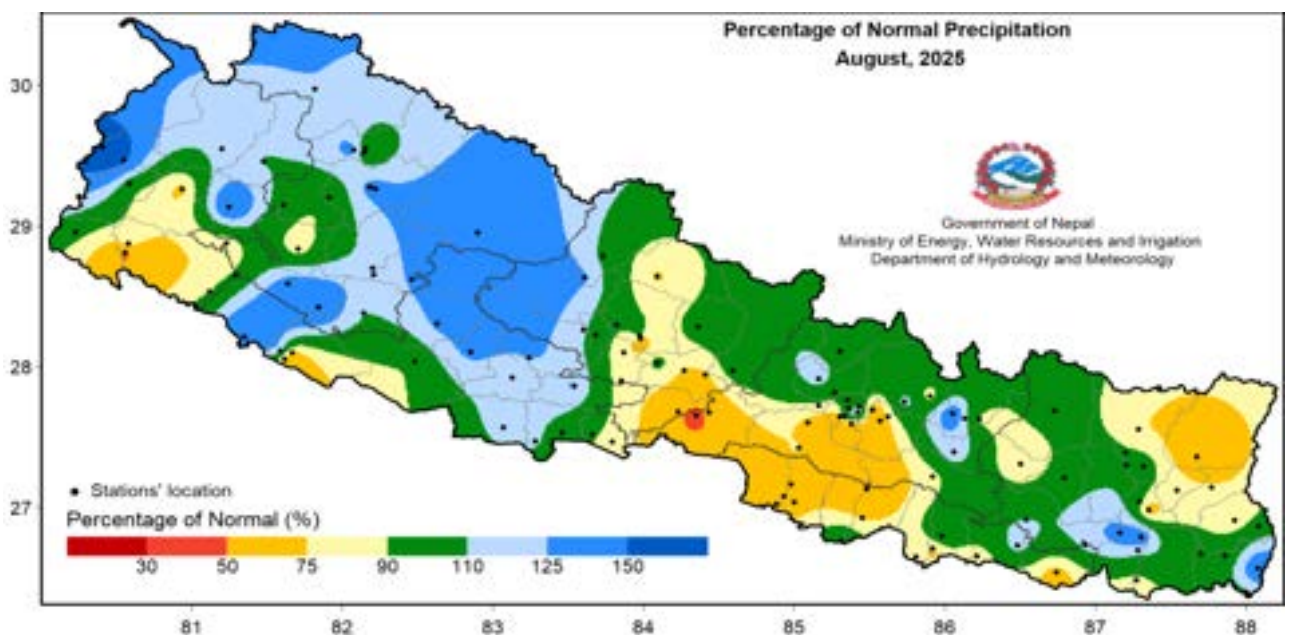 Percentage of Normal Precipitation
August, 2025
Government of Nepal
Ministry of Energy, Water Resources and Irrigation
Department of Hydrology and Meteorology
30
29
28
27
Stations' location
Percentage of Normal (%)
30 50 75 90 110 125 150
81 82 83 84 85 86 87 88